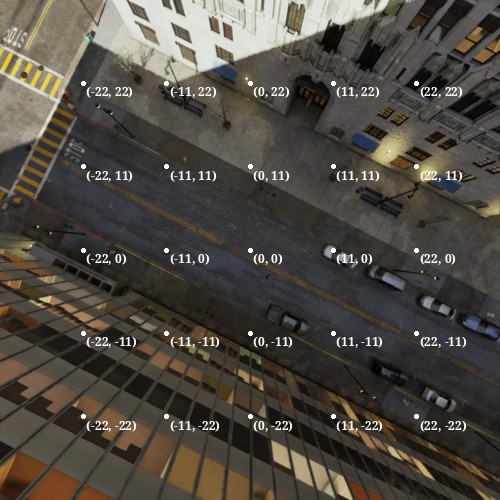 STOP
(-22, 22) (-11, 22) (0, 22) (11, 22) (22, 22)
STOP
(-22, 11) (-11, 11) (0, 11) (11, 11) (22, 11)
(-22, 0) (-11, 0) (0, 0) (11, 0) (22, 0)
(-22, -11) (-11, -11) (0, -11) (11, -11) (22, -11)
(-22, -22) (-11, -22) (0, -22) (11, -22) (22, -22)